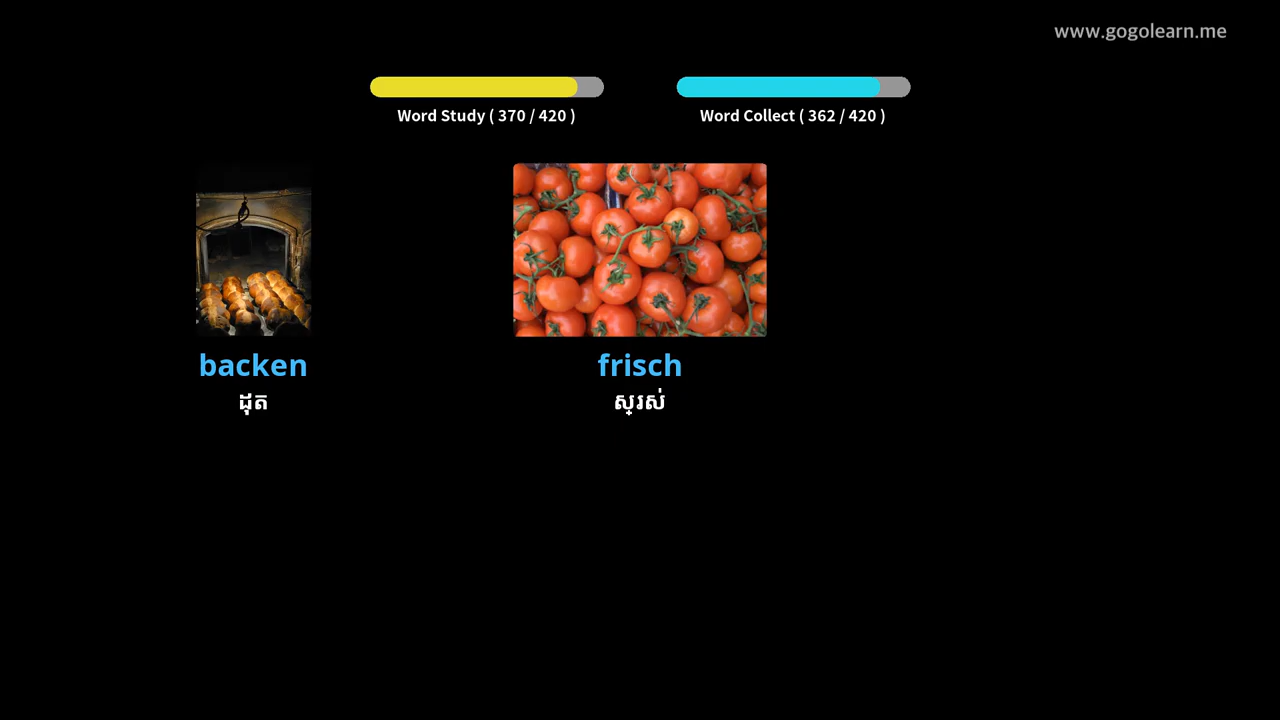 www.gogolearn.me
Word Study ( 370 / 420 )
Word Collect ( 362 / 420 )
backen
ដុត
frisch
ស្រស់